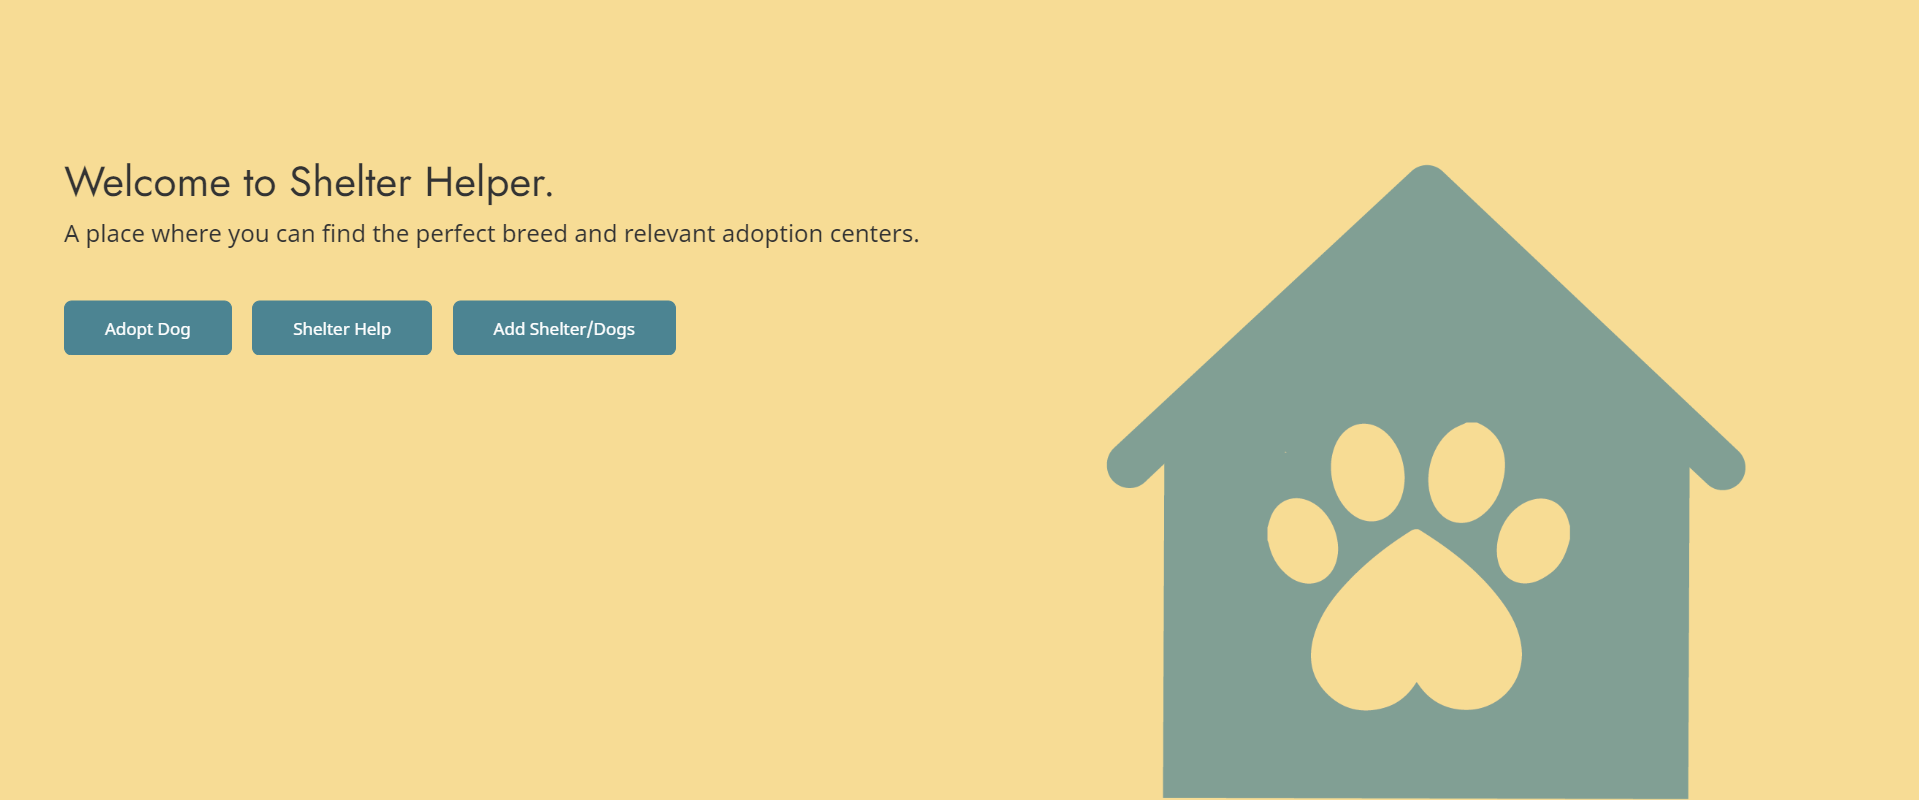 Welcome to Shelter Helper.
A place where you can find the perfect breed and relevant adoption centers.
Adopt Dog Shelter Help Add Shelter/Dogs